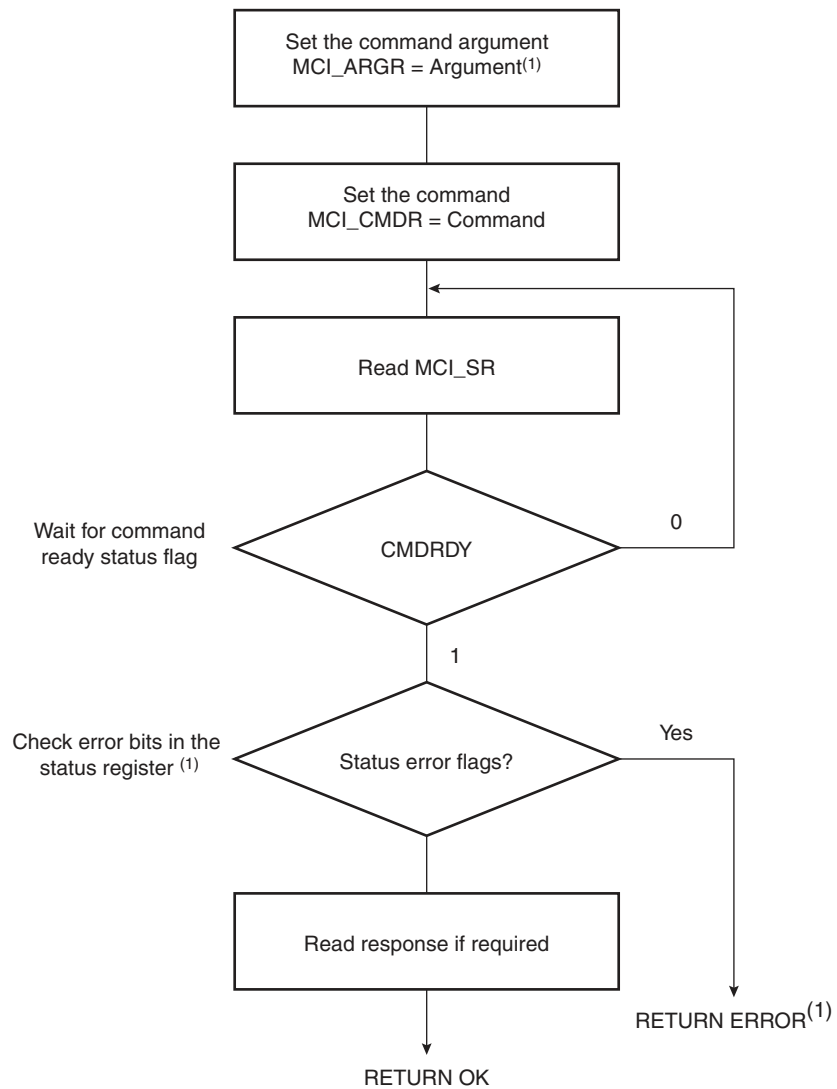 Set the command argument
MCI_ARGR = Argument(1)
Set the command
MCI_CMDR = Command
Read MCI_SR
Wait for command
ready status flag
CMDRDY
0
1
Check error bits in the
status register (1)
Status error flags?
Yes
Read response if required
RETURN ERROR(1)
RETURN OK